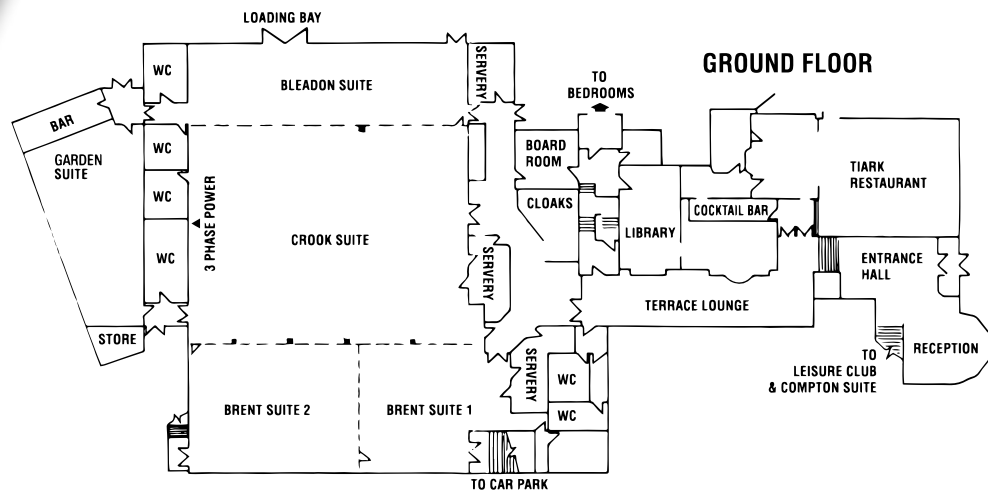 LOADING BAY
GROUND FLOOR
WC
BLEADON SUITE
SERVERY
TO
BEDROOMS
BAR
GARDEN
SUITE
WC
WC
WC
3 PHASE POWER
CROOK SUITE
SERVERY
BOARD
ROOM
CLOAKS
LIBRARY
COCKTAIL BAR
TIARK
RESTAURANT
ENTRANCE
HALL
TERRACE LOUNGE
STORE
RECEPTION
TO
LEISURE CLUB
& COMPTON SUITE
SERVERY
WC
WC
BRENT SUITE 2
BRENT SUITE 1
TO CAR PARK